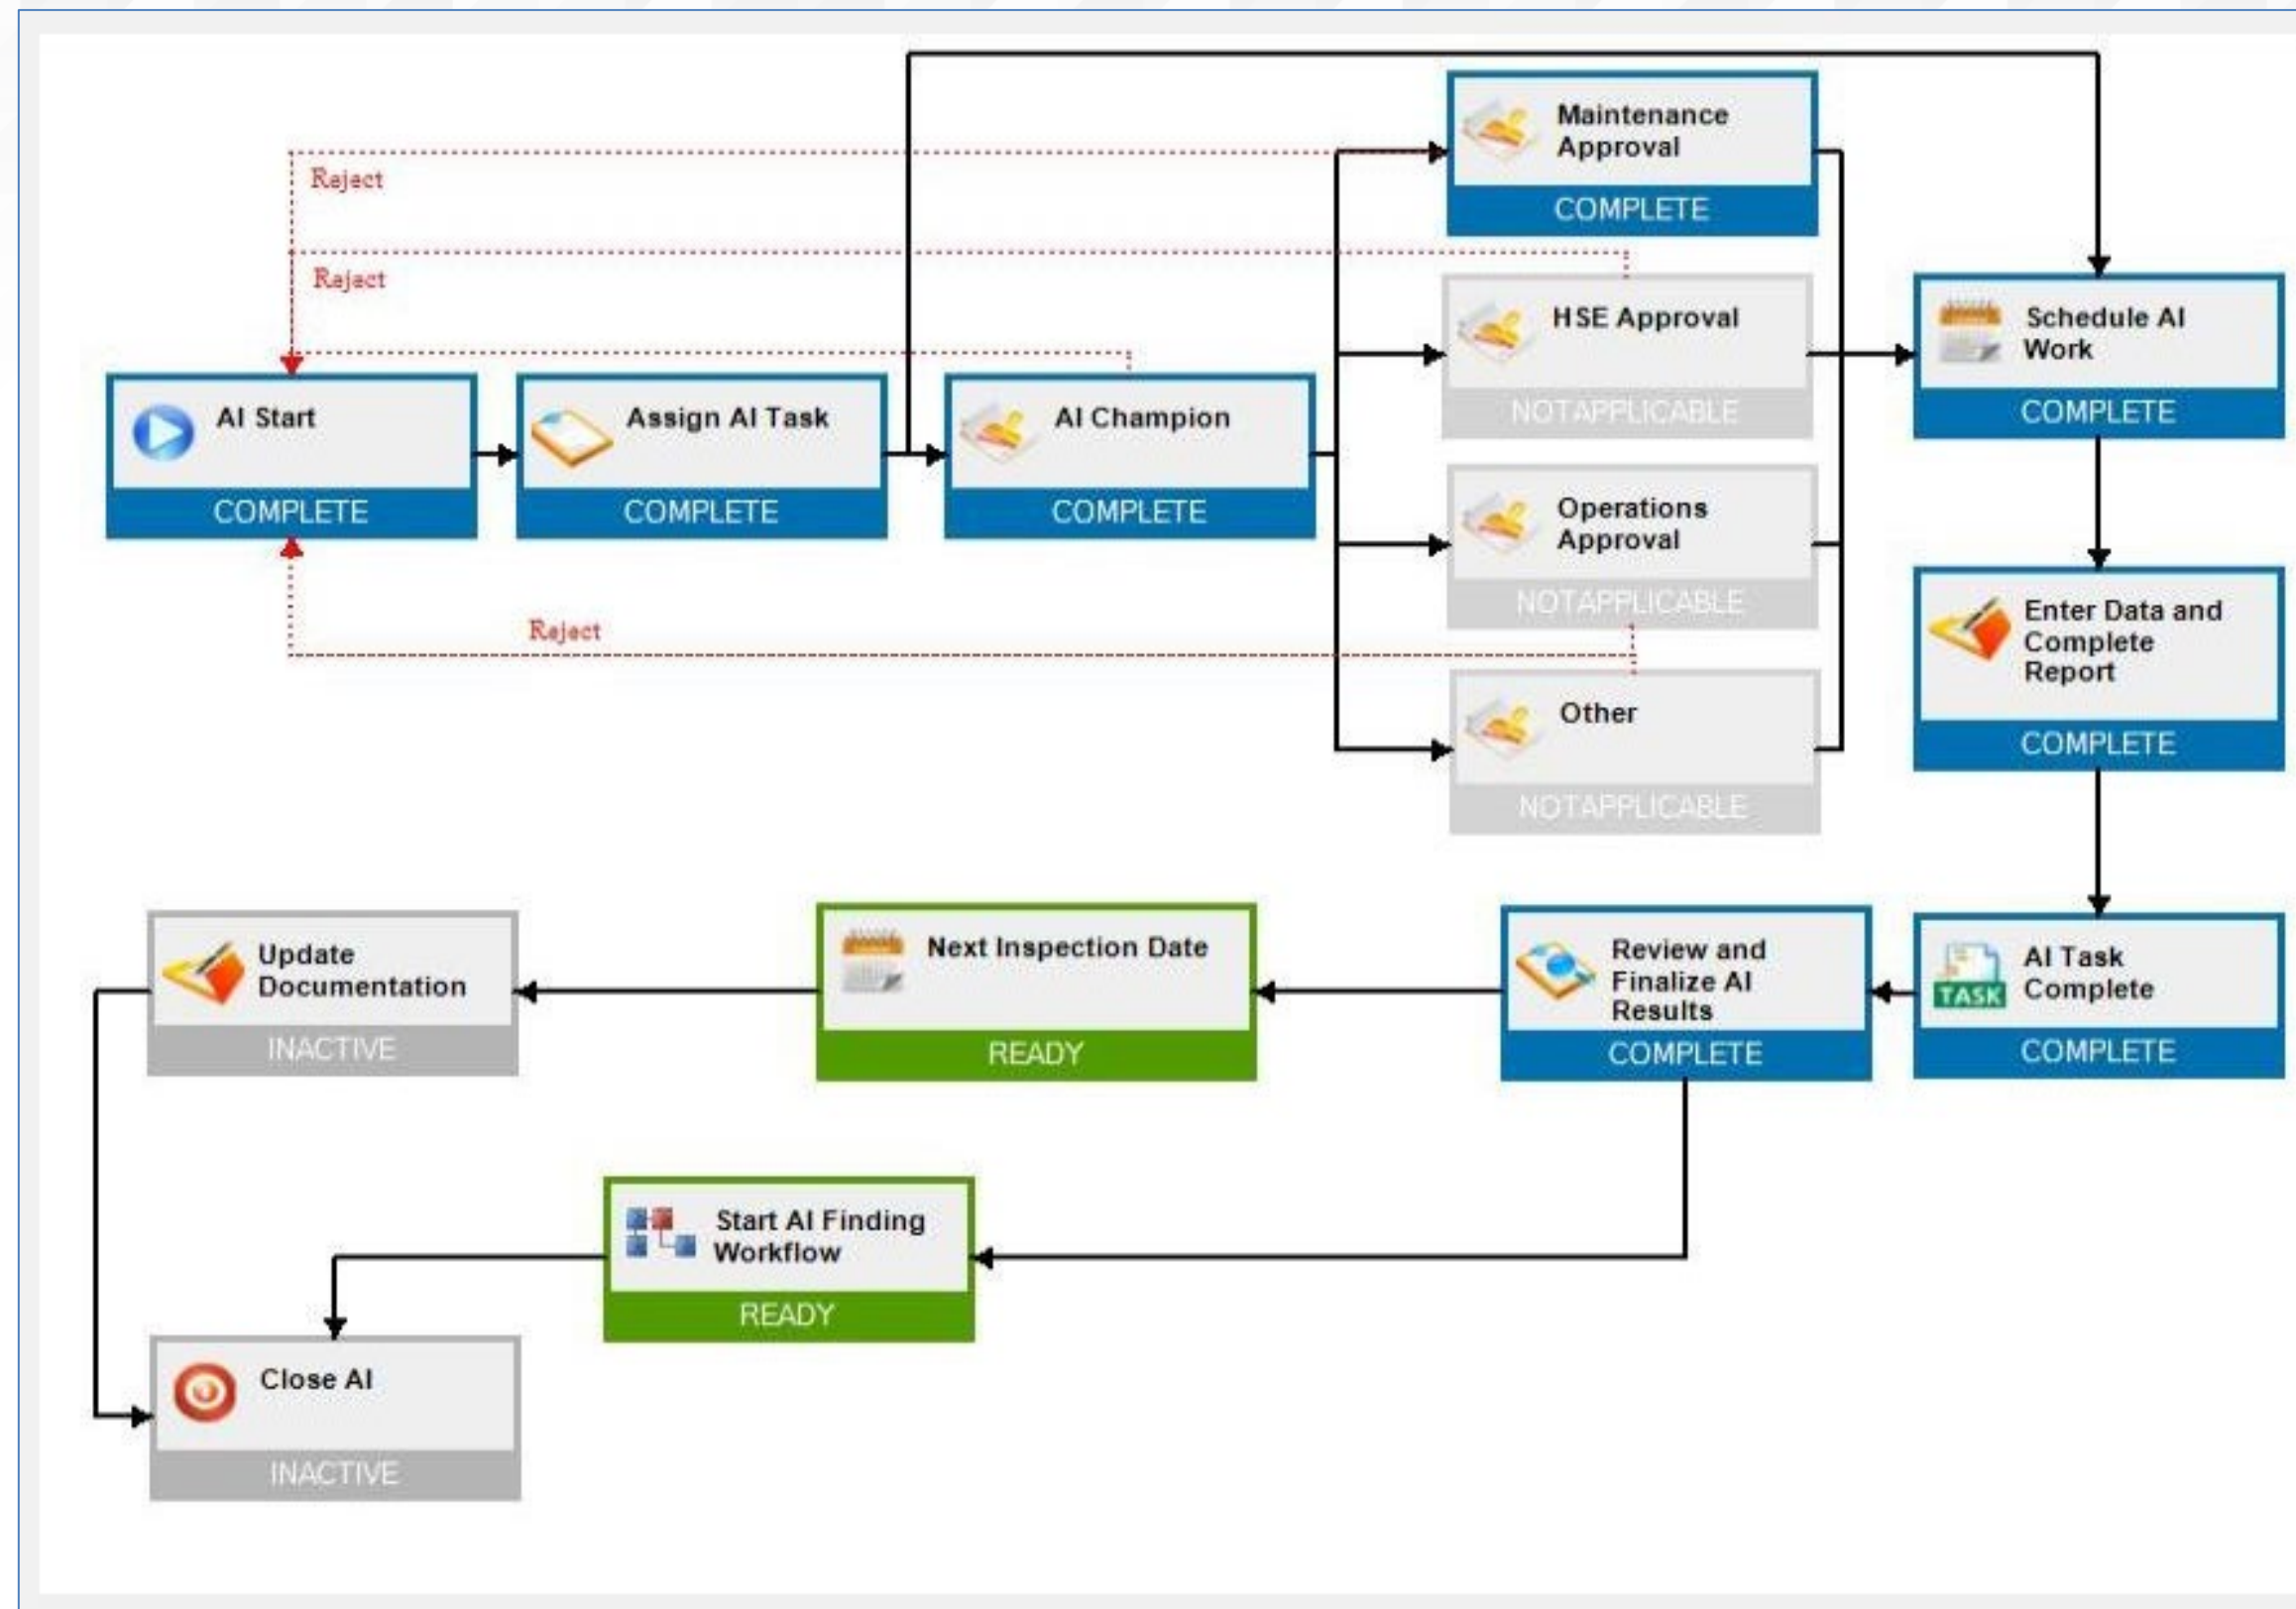 Maintenance
Approval
COMPLETE
Reject
Reject
HSE Approval
NOTAPPLICABLE
Schedule AI
Work
COMPLETE
AI Start
COMPLETE
Assign AI Task
COMPLETE
AI Champion
COMPLETE
Operations
Approval
NOTAPPLICABLE
Reject
Enter Data and
Complete
Report
COMPLETE
Other
NOTAPPLICABLE
Update
Documentation
INACTIVE
Next Inspection Date
READY
Review and
Finalize AI
Results
COMPLETE
TASK
AI Task
Complete
COMPLETE
Start AI Finding
Workflow
READY
Close AI
INACTIVE